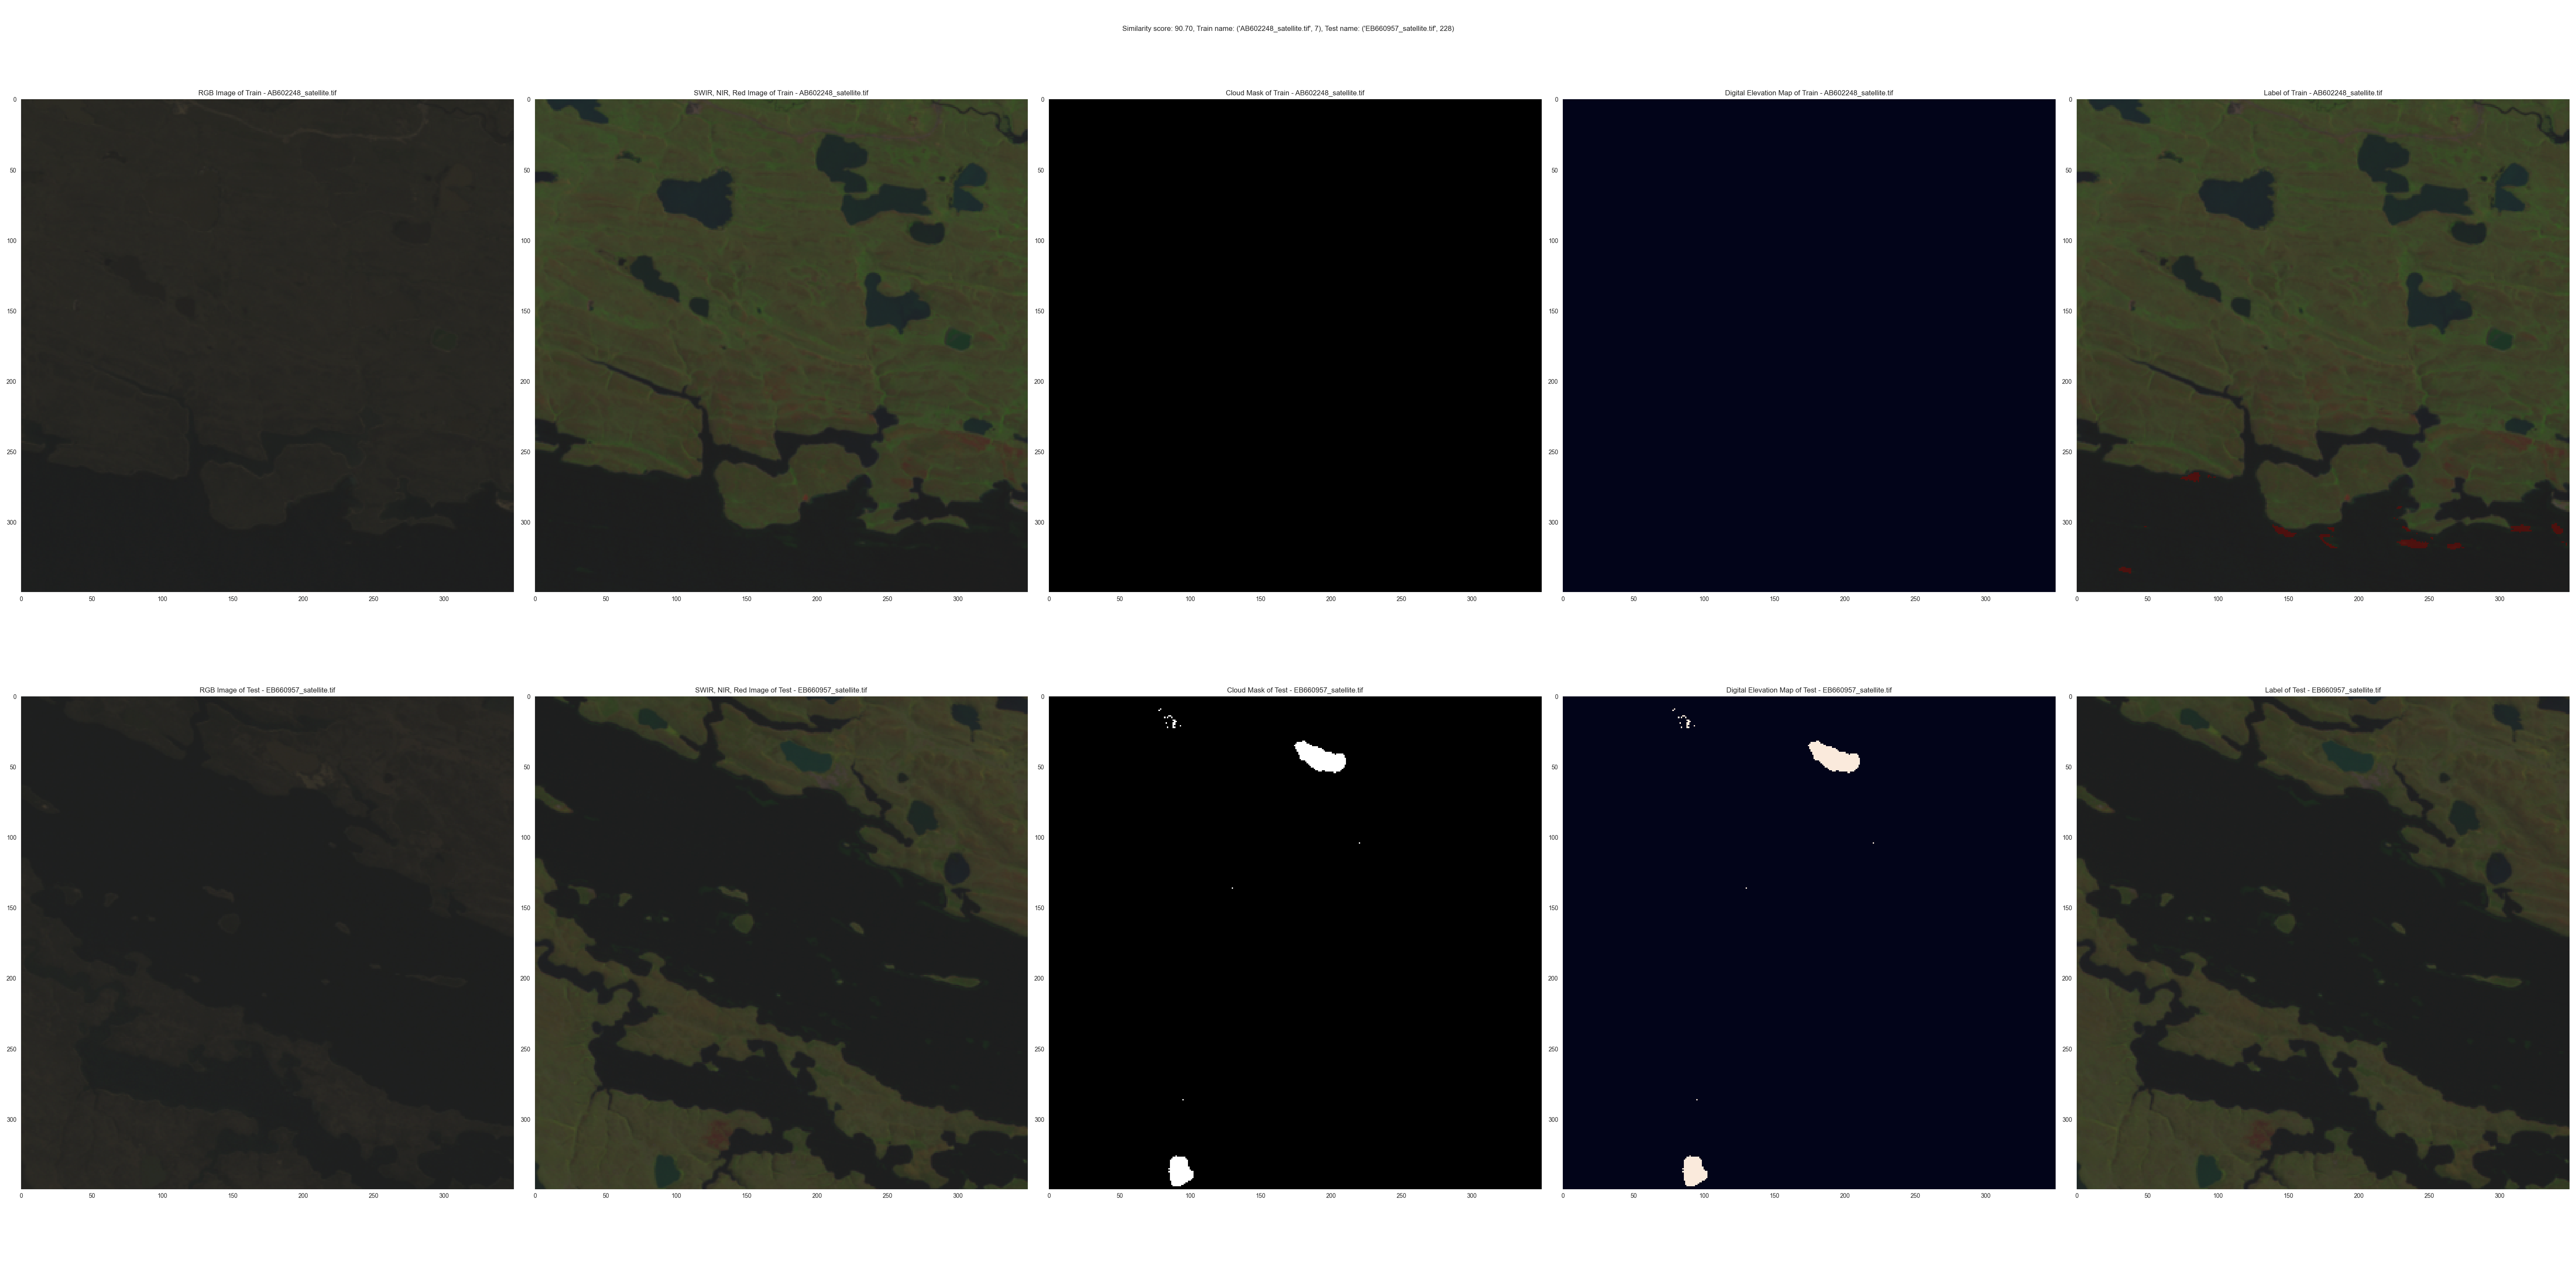 Similarity score: 90.70, Train name: ('AB602248_satellite.tif', 7), Test name: ('EB660957_satellite.tif', 228)
RGB Image of Train - AB602248_satellite.tif
SWIR, NIR, Red Image of Train - AB602248_satellite.tif
Cloud Mask of Train - AB602248_satellite.tif
Digital Elevation Map of Train - AB602248_satellite.tif
Label of Train - AB602248_satellite.tif
0 50 100 150 200 250 300
0 50 100 150 200 250 300
0 50 100 150 200 250 300
0 50 100 150 200 250 300
0 50 100 150 200 250 300
0 50 100 150 200 250 300
0 50 100 150 200 250 300
0 50 100 150 200 250 300
0 50 100 150 200 250 300
0 50 100 150 200 250 300
RGB Image of Test - EB660957_satellite.tif
SWIR, NIR, Red Image of Test - EB660957_satellite.tif
Cloud Mask of Test - EB660957_satellite.tif
Digital Elevation Map of Test - EB660957_satellite.tif
Label of Test - EB660957_satellite.tif
0 50 100 150 200 250 300
0 50 100 150 200 250 300
0 50 100 150 200 250 300
0 50 100 150 200 250 300
0 50 100 150 200 250 300
0 50 100 150 200 250 300
0 50 100 150 200 250 300
0 50 100 150 200 250 300
0 50 100 150 200 250 300
0 50 100 150 200 250 300